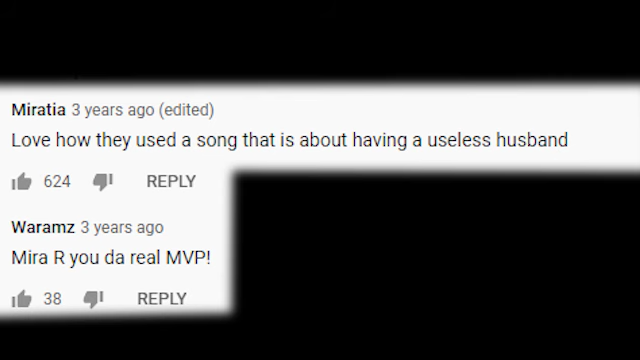 Miratia 3 years ago (edited)
Love how they used a song that is about having a useless husband
624 REPLY
Waramz 3 years ago
Mira R you da real MVP!
38 REPLY